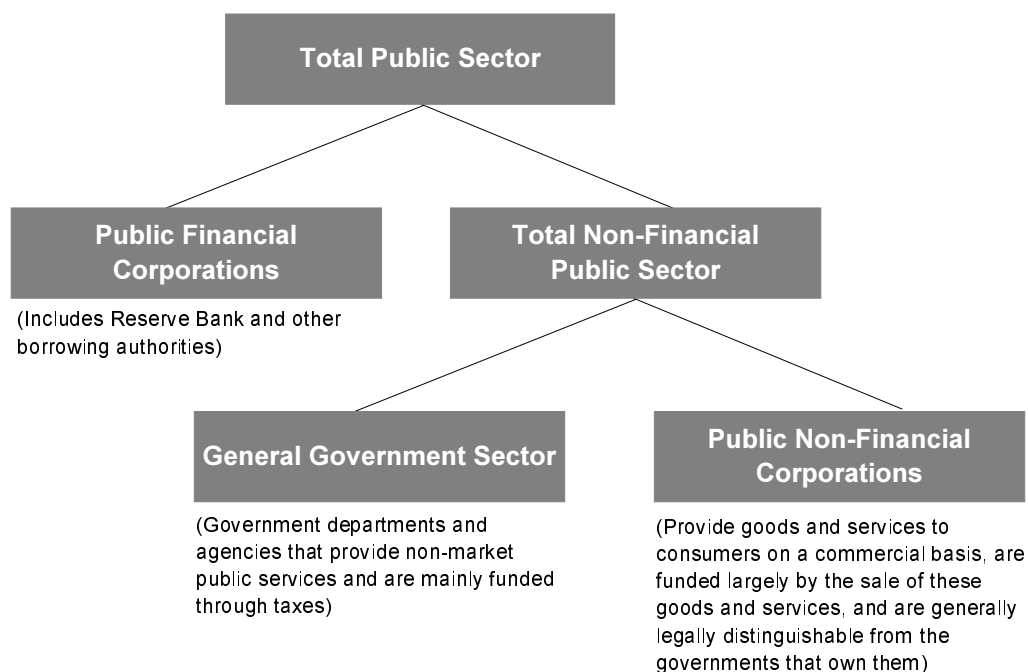 Total Public Sector
Public Financial
Corporations
Total Non-Financial
Public Sector
(Includes Reserve Bank and other
borrowing authorities)
General Government Sector
Public Non-Financial
Corporations
(Government departments and
agencies that provide non-market
public services and are mainly funded
through taxes)
(Provide goods and services to
consumers on a commercial basis, are
funded largely by the sale of these
goods and services, and are generally
legally distinguishable from the
governments that own them)